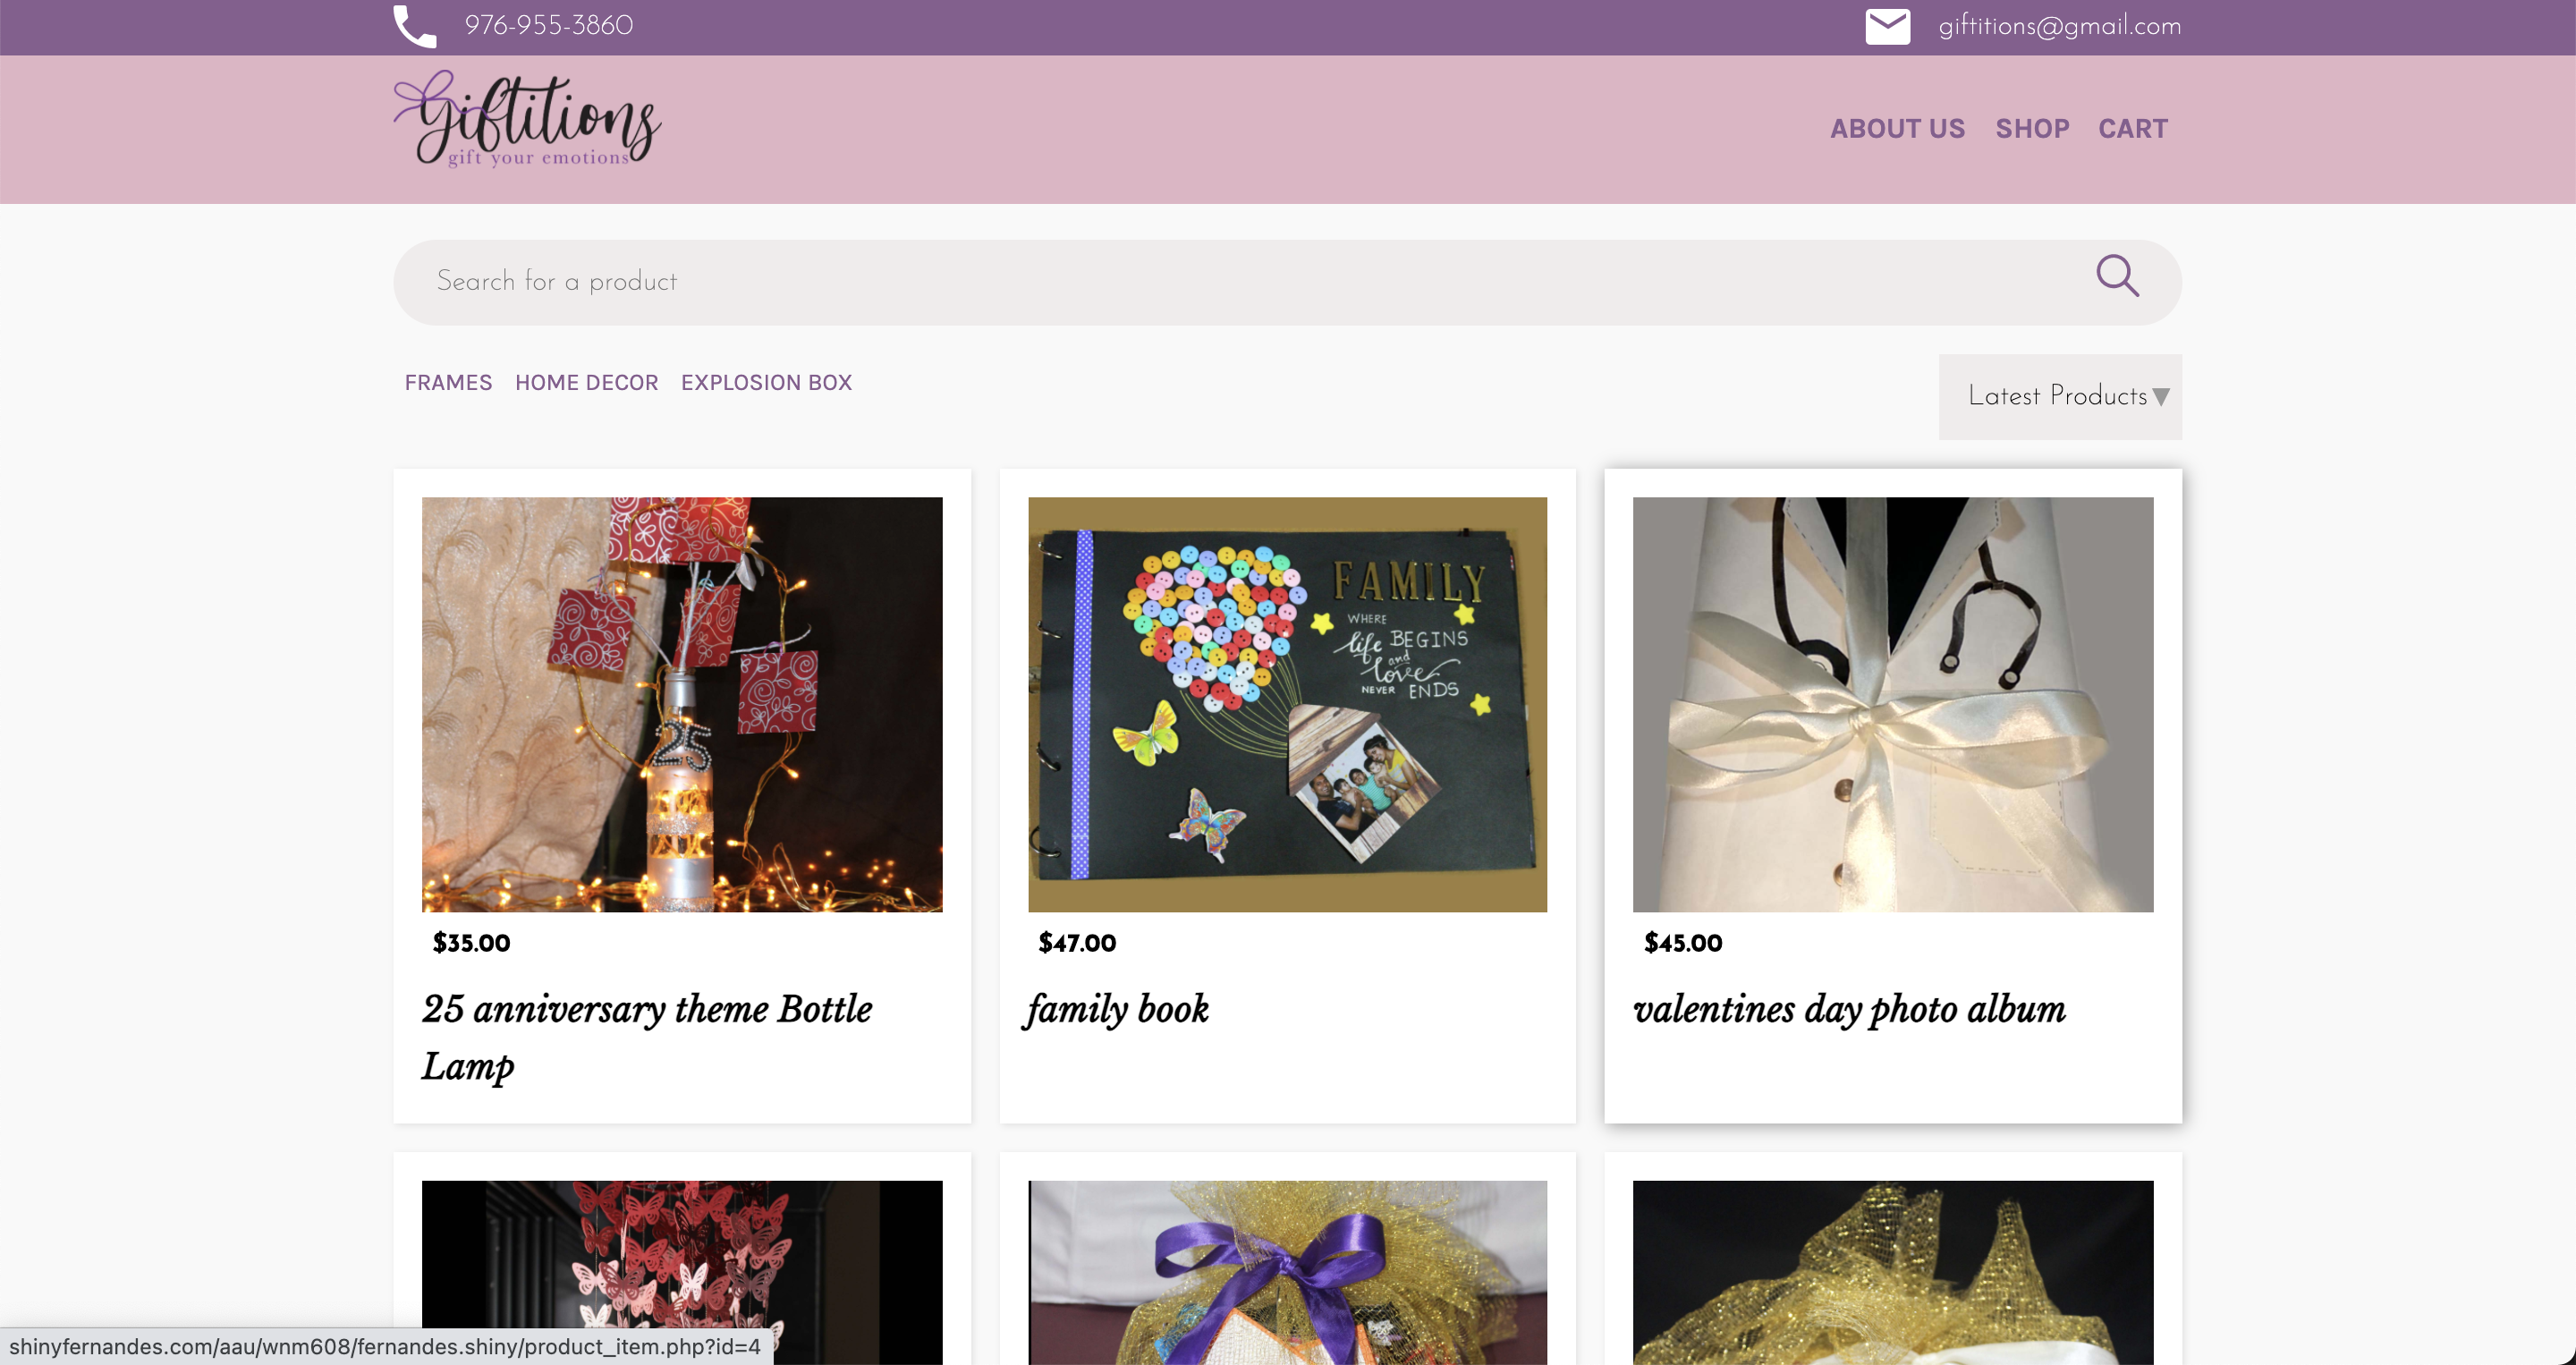 976-955-3860
giftitions@gmail.com
giftitions
gift your emotions
ABOUT US SHOP CART
Search for a product
FRAMES HOME DECOR EXPLOSION BOX
Latest Products
25
FAMILY
WHERE
life BEGINS
and
love
NEVER ENDS
$35.00
$47.00
$45.00
25 anniversary theme Bottle
Lamp
family book
valentines day photo album
shinyfernandes.com/aau/wnm608/fernandes.shiny/product_item.php?id=4